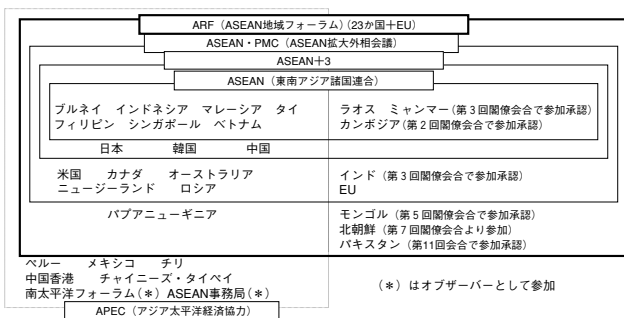 ARF（ASEAN地域フォーラム）(23か国＋EU)
ASEAN・PMC（ASEAN拡大外相会議）
ASEAN＋3
ASEAN（東南アジア諸国連合）
ブルネイ　インドネシア　マレーシア　タイ　ラオス　ミャンマー(第３回閣僚会合で参加承認)
フィリピン　シンガポール　ベトナム　カンボジア(第２回閣僚会合で参加承認)
日本　韓国　中国
米国　カナダ　オーストラリア　インド（第３回閣僚会合で参加承認）
ニュージーランド　ロシア　EU
パプアニューギニア　モンゴル（第５回閣僚会合で参加承認）
北朝鮮（第７回閣僚会合より参加）
パキスタン（第11回会合で参加承認）
ペルー　メキシコ　チリ
中国香港　チャイニーズ・タイペイ
南太平洋フォーラム(＊) ASEAN事務局(＊)　（＊）はオブザーバーとして参加
APEC（アジア太平洋経済協力）